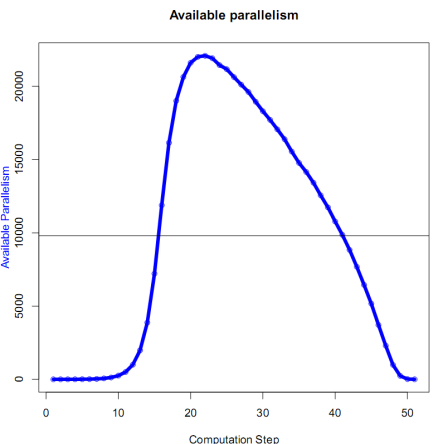 Available parallelism
Available Parallelism
20000
15000
10000
5000
0
0 10 20 30 40 50
Computation Step